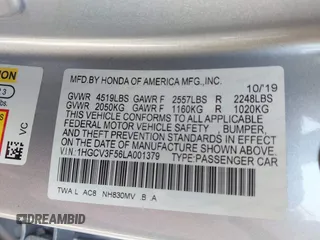 MFD.BY HONDA OF AMERICA MFG.,INC.
10/'19
GVWR 4519LBS GAWR F 2557LBS R 2248LBS
GVWR 2050KG GAWR F 1160KG R 1020KG
THIS VEHICLE CONFORMS TO ALL APPLICABLE
FEDERAL MOTOR VEHICLE SAFETY, BUMPER,
AND THEFT PREVENTION STANDARDS IN EFFECT
ON THE DATE OF MANUFACTURE SHOWN ABOVE.
V.I.N.:1HGCV3F56LA001379 TYPE:PASSENGER CAR
TWA L AC8 NH830MV B A
VC
DREAMBID